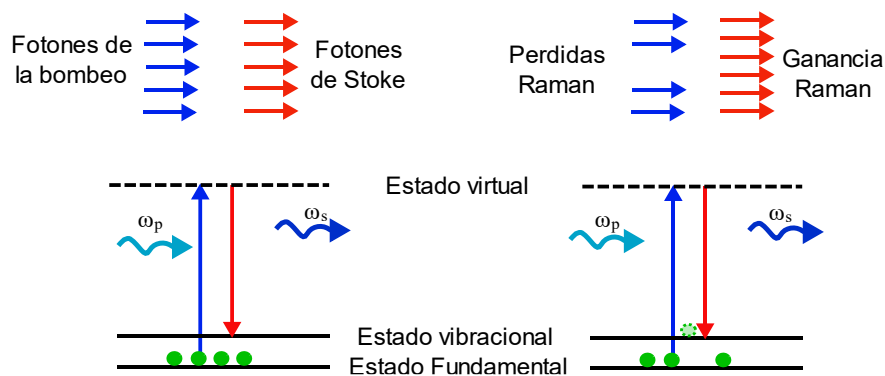 Fotones de
la bombeo
Fotones
de Stoke
Perdidas
Raman
Ganancia
Raman
Estado virtual
ωp
ωs
ωp
ωs
Estado vibracional
Estado Fundamental